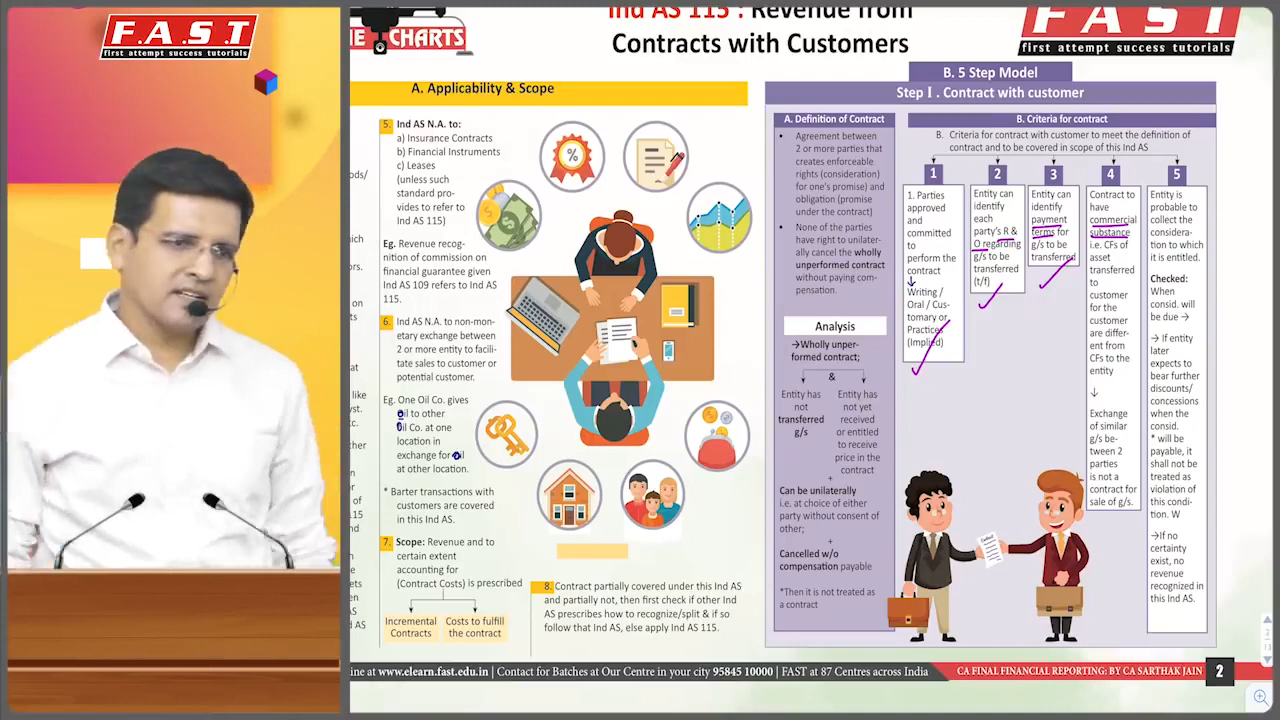 F.A.S.T
first attempt success tutorials
CHARTS
Ind AS 115 : Revenue from
Contracts with Customers
FAST
first attempt success tutorials
A. Applicability & Scope
5. Ind AS N.A. to:
a) Insurance Contracts
b) Financial Instruments
c) Leases
(unless such
standard pro-
vides to refer to
Ind AS 115)
Eg. Revenue recog-
nition of commission on
financial guarantee given
Ind AS 109 refers to Ind AS
115.
6. Ind AS N.A. to non-mon-
etary exchange between
2 or more entity to facili-
tate sales to customer or
potential customer.
Eg. One Oil Co. gives
oil to other
Oil Co. at one
location in
exchange for oil
at other location.
* Barter transactions with
customers are covered
in this Ind AS.
7. Scope: Revenue and to
certain extent
accounting for
(Contract Costs) is prescribed
Incremental
Contracts
Costs to fulfill
the contract
8. Contract partially covered under this Ind AS
and partially not, then first check if other Ind
AS prescribes how to recognize/split & if so
follow that Ind AS, else apply Ind AS 115.
B. 5 Step Model
Step I . Contract with customer
A. Definition of Contract
• Agreement between
2 or more parties that
creates enforceable
rights (consideration)
for one's promise) and
obligation (promise
under the contract)
• None of the parties
have right to unilater-
ally cancel the wholly
unperformed contract
without paying com-
pensation.
Analysis
→Wholly unper-
formed contract;
&
Entity has
not
transferred
g/s
Entity has
not yet
received
or entitled
to receive
price in the
contract
+
Can be unilaterally
i.e. at choice of either
party without consent of
other;
+
Cancelled w/o
compensation payable
*Then it is not treated as
a contract
B. Criteria for contract
B. Criteria for contract with customer to meet the definition of
contract and to be covered in scope of this Ind AS
1
1. Parties
approved
and
committed
to
perform the
contract
↓
Writing /
Oral / Cus-
tomary or
Practices
(Implied)
2
Entity can
identify
each
party's R &
O regarding
g/s to be
transferred
(t/f)
3
Entity can
identify
payment
terms for
g/s to be
transferred
4
Contract to
have
commercial
substance
i.e. CFs of
asset
transferred
to
customer
for the
customer
are differ-
ent from
CFs to the
entity
↓
Exchange
of similar
g/s be-
tween 2
parties
is not a
contract for
sale of g/s.
5
Entity is
probable to
collect the
considera-
tion to which
it is entitled.
Checked:
When
consid. will
be due →
→ If entity
later
expects to
bear further
discounts/
concessions
when the
consid.
* will be
payable, it
shall not be
treated as
violation of
this condi-
tion. W
→If no
certainty
exist, no
revenue
recognized in
this Ind AS.
ine at www.elearn.fast.edu.in | Contact for Batches at Our Centre in your city 95845 10000 | FAST at 87 Centres across India
CA FINAL FINANCIAL REPORTING: BY CA SARTHAK JAIN
2